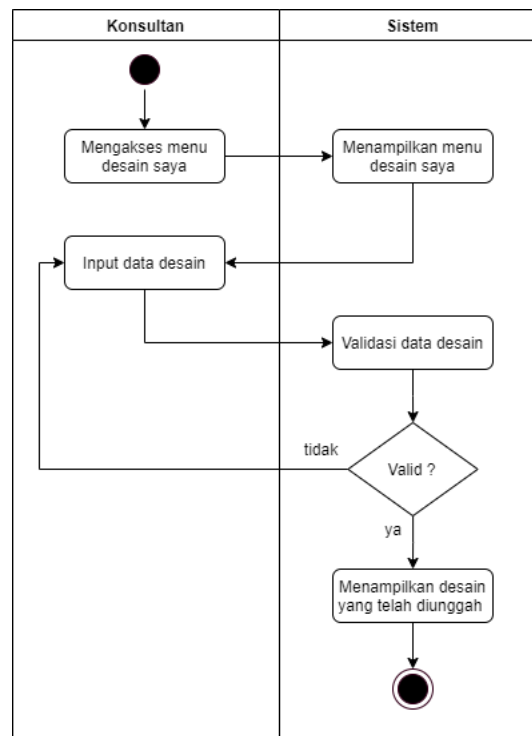 Konsultan
Sistem
Mengakses menu
desain saya
Menampilkan menu
desain saya
Input data desain
Validasi data desain
tidak
Valid ?
ya
Menampilkan desain
yang telah diunggah